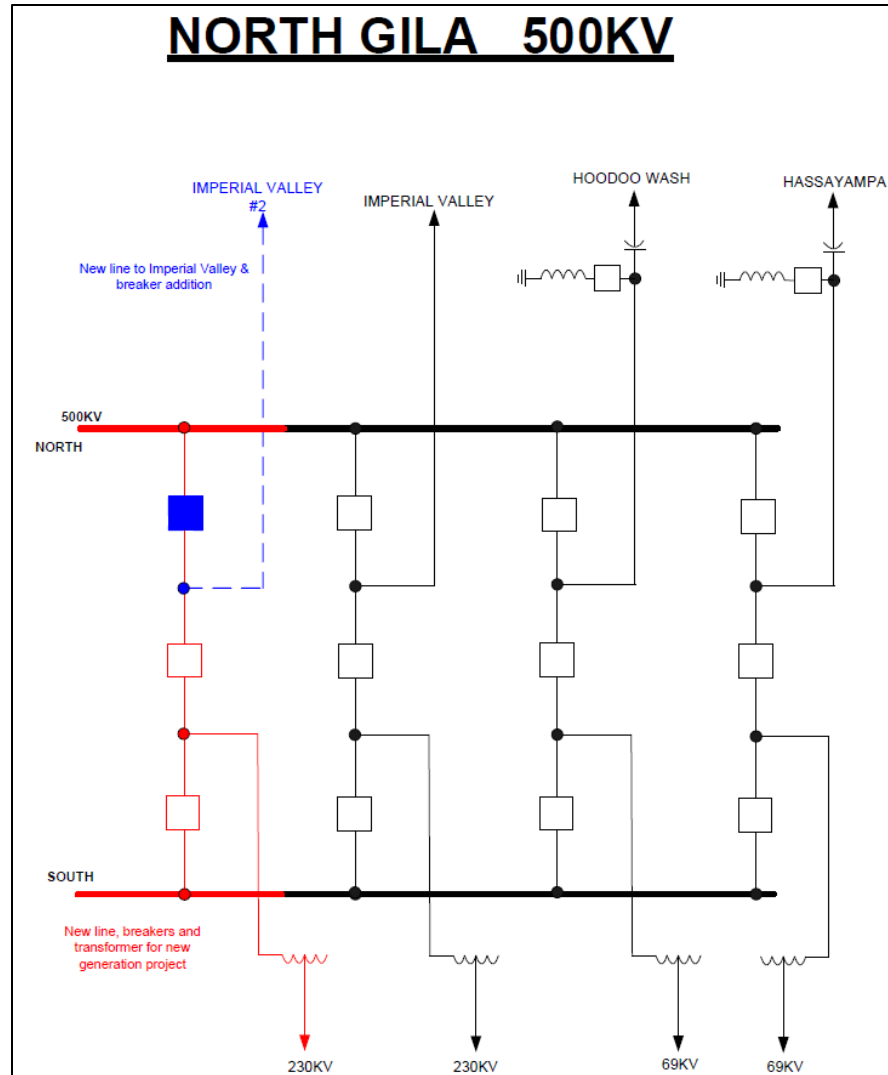 NORTH GILA 500KV
IMPERIAL VALLEY
#2
IMPERIAL VALLEY
HOODOO WASH
HASSAYAMPA
New line to Imperial Valley &
breaker addition
500KV
NORTH
SOUTH
New line, breakers and
transformer for new
generation project
230KV
230KV
69KV
69KV